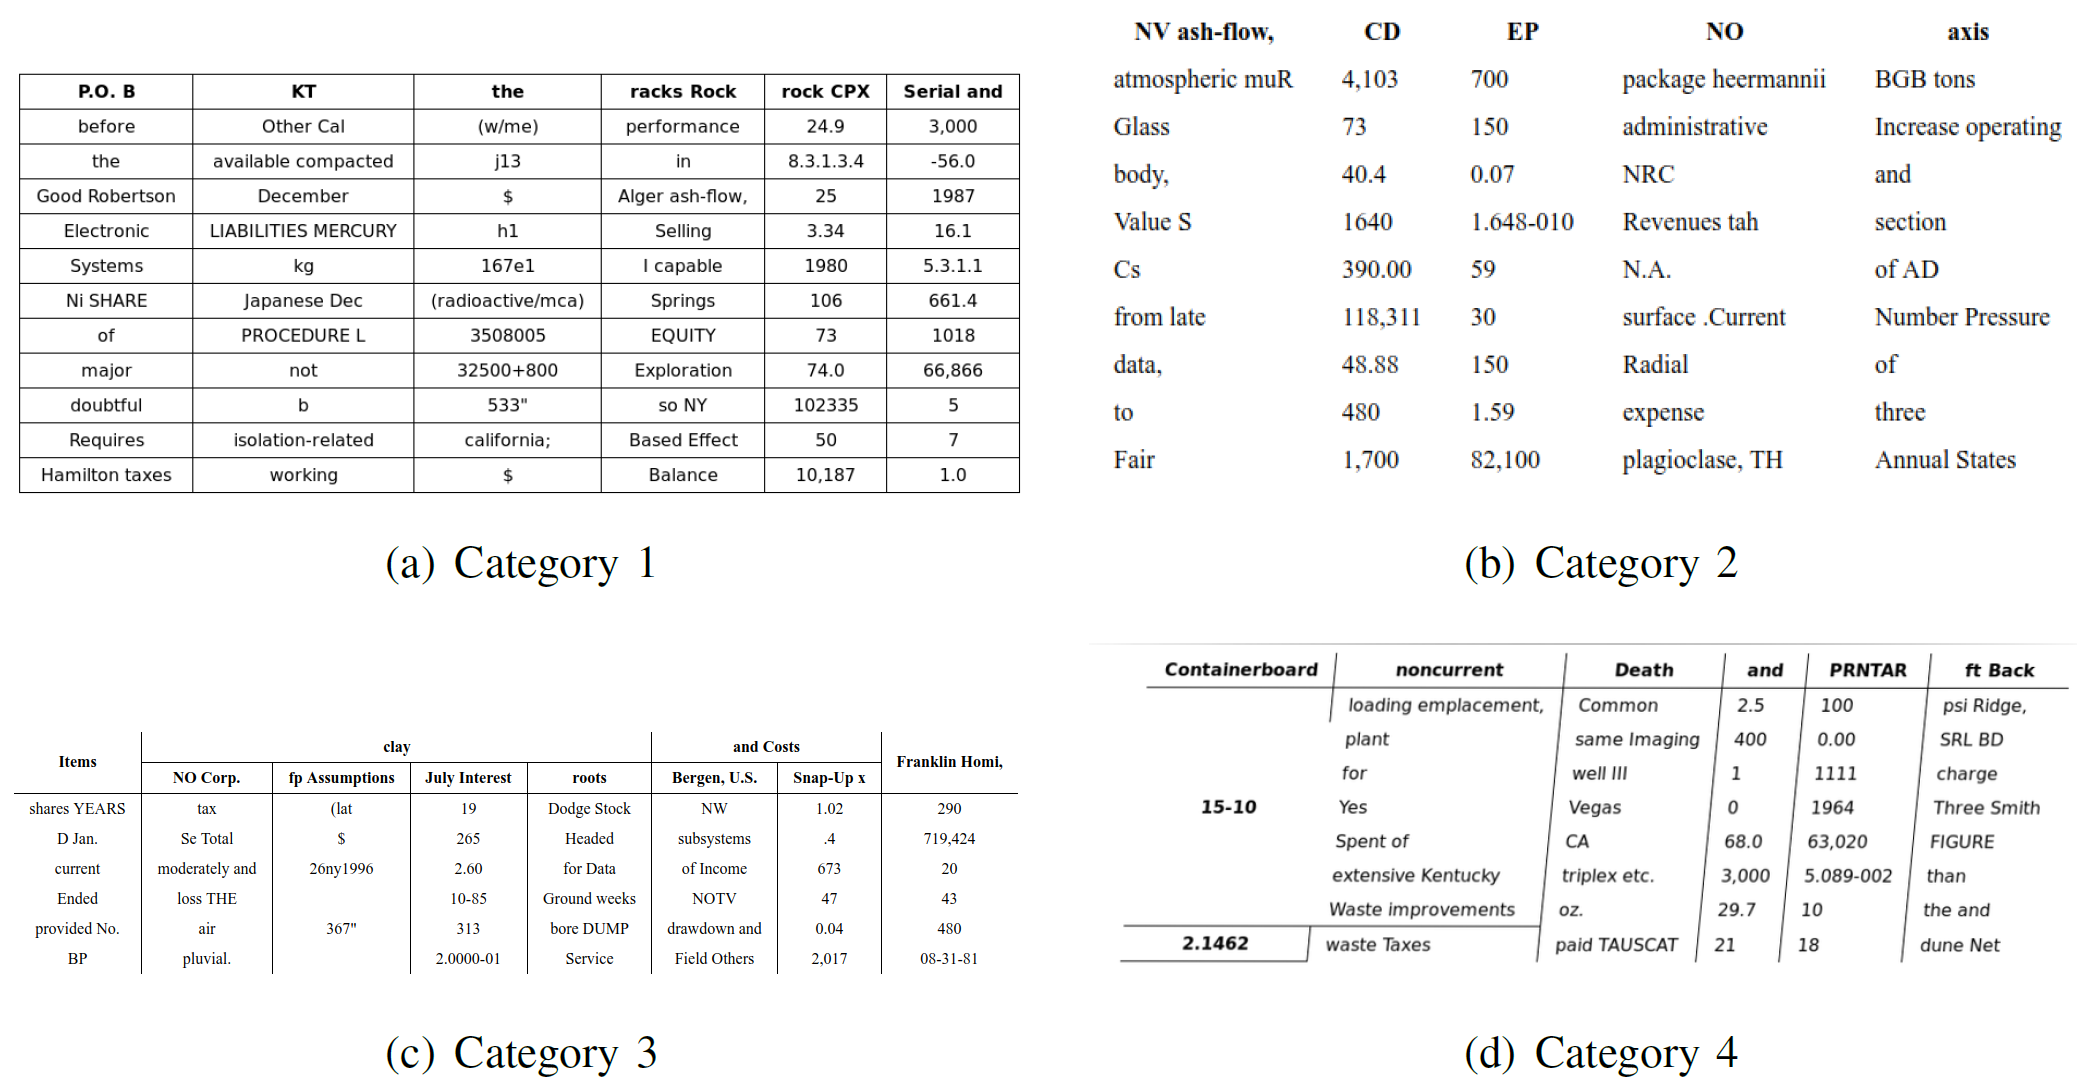 P.O. B KT the racks Rock rock CPX Serial and
before Other Cal (w/me) performance 24.9 3,000
the available compacted j13 in 8.3.1.3.4 -56.0
Good Robertson December $ Alger ash-flow, 25 1987
Electronic LIABILITIES MERCURY h1 Selling 3.34 16.1
Systems kg 167e1 I capable 1980 5.3.1.1
Ni SHARE Japanese Dec (radioactive/mca) Springs 106 661.4
of PROCEDURE L 3508005 EQUITY 73 1018
major not 32500+800 Exploration 74.0 66,866
doubtful b 533" so NY 102335 5
Requires isolation-related california; Based Effect 50 7
Hamilton taxes working $ Balance 10,187 1.0
(a) Category 1
NV ash-flow, CD EP NO axis
atmospheric muR 4,103 700 package heermannii BGB tons
Glass 73 150 administrative Increase operating
body, 40.4 0.07 NRC and
Value S 1640 1.648-010 Revenues tah section
Cs 390.00 59 N.A. of AD
from late 118,311 30 surface .Current Number Pressure
data, 48.88 150 Radial of
to 480 1.59 expense three
Fair 1,700 82,100 plagioclase, TH Annual States
(b) Category 2
Items clay and Costs Franklin Homi,
NO Corp. fp Assumptions July Interest roots Bergen, U.S. Snap-Up x
shares YEARS tax (lat 19 Dodge Stock NW 1.02 290
D Jan. Se Total $ 265 Headed subsystems .4 719,424
current moderately and 26ny1996 2.60 for Data of Income 673 20
Ended loss THE 10-85 Ground weeks NOTV 47 43
provided No. air 367" 313 bore DUMP drawdown and 0.04 480
BP pluvial. 2.0000-01 Service Field Others 2,017 08-31-81
(c) Category 3
Containerboard noncurrent Death and PRNTAR ft Back
loading emplacement, Common 2.5 100 psi Ridge,
plant same Imaging 400 0.00 SRL BD
for well III 1 1111 charge
15-10 Yes Vegas 0 1964 Three Smith
Spent of CA 68.0 63,020 FIGURE
extensive Kentucky triplex etc. 3,000 5.089-002 than
Waste improvements oz. 29.7 10 the and
2.1462 waste Taxes paid TAUSCAT 21 18 dune Net
(d) Category 4